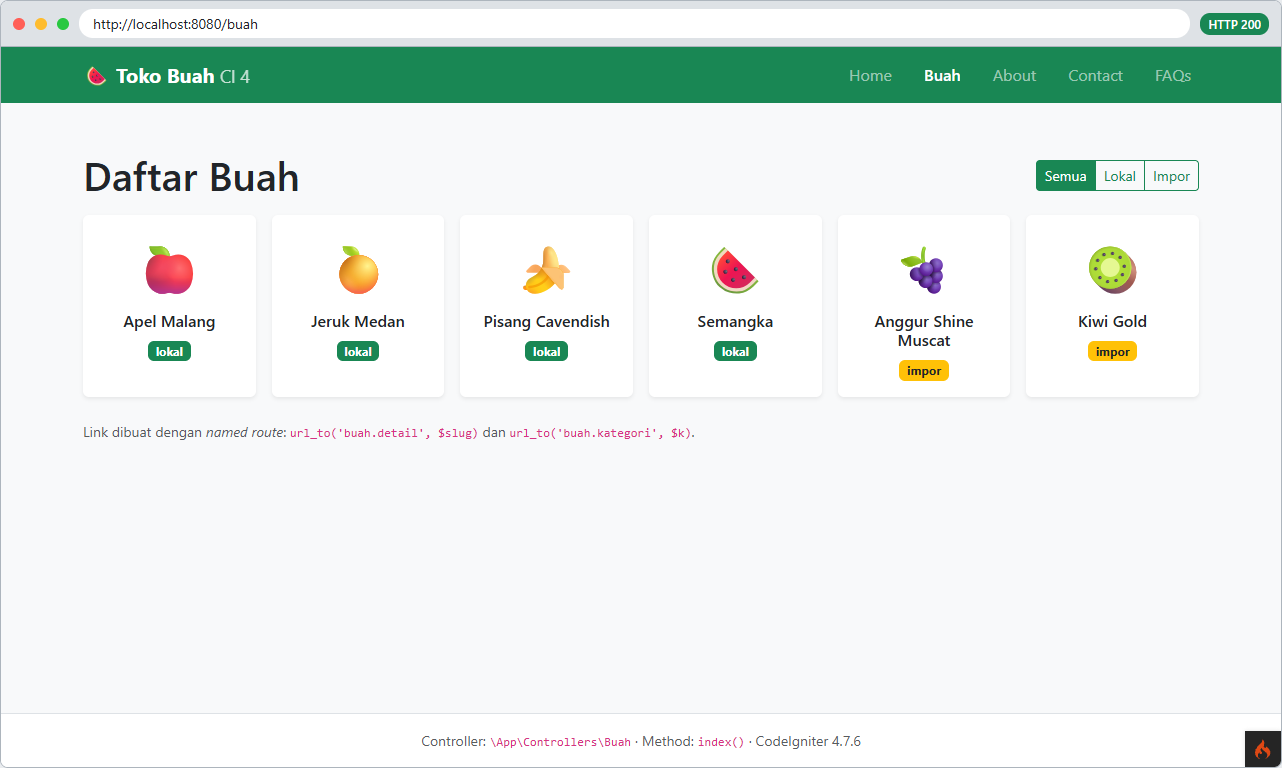 http://localhost:8080/buah
HTTP 200
Toko Buah CI 4
Home
Buah
About
Contact
FAQs
Daftar Buah
Semua
Lokal
Impor
Apel Malang
lokal
Jeruk Medan
lokal
Pisang Cavendish
lokal
Semangka
lokal
Anggur Shine
Muscat
impor
Kiwi Gold
impor
Link dibuat dengan named route: url_to('buah.detail', $slug) dan url_to('buah.kategori', $k).
Controller: \App\Controllers\Buah · Method: index() · CodeIgniter 4.7.6